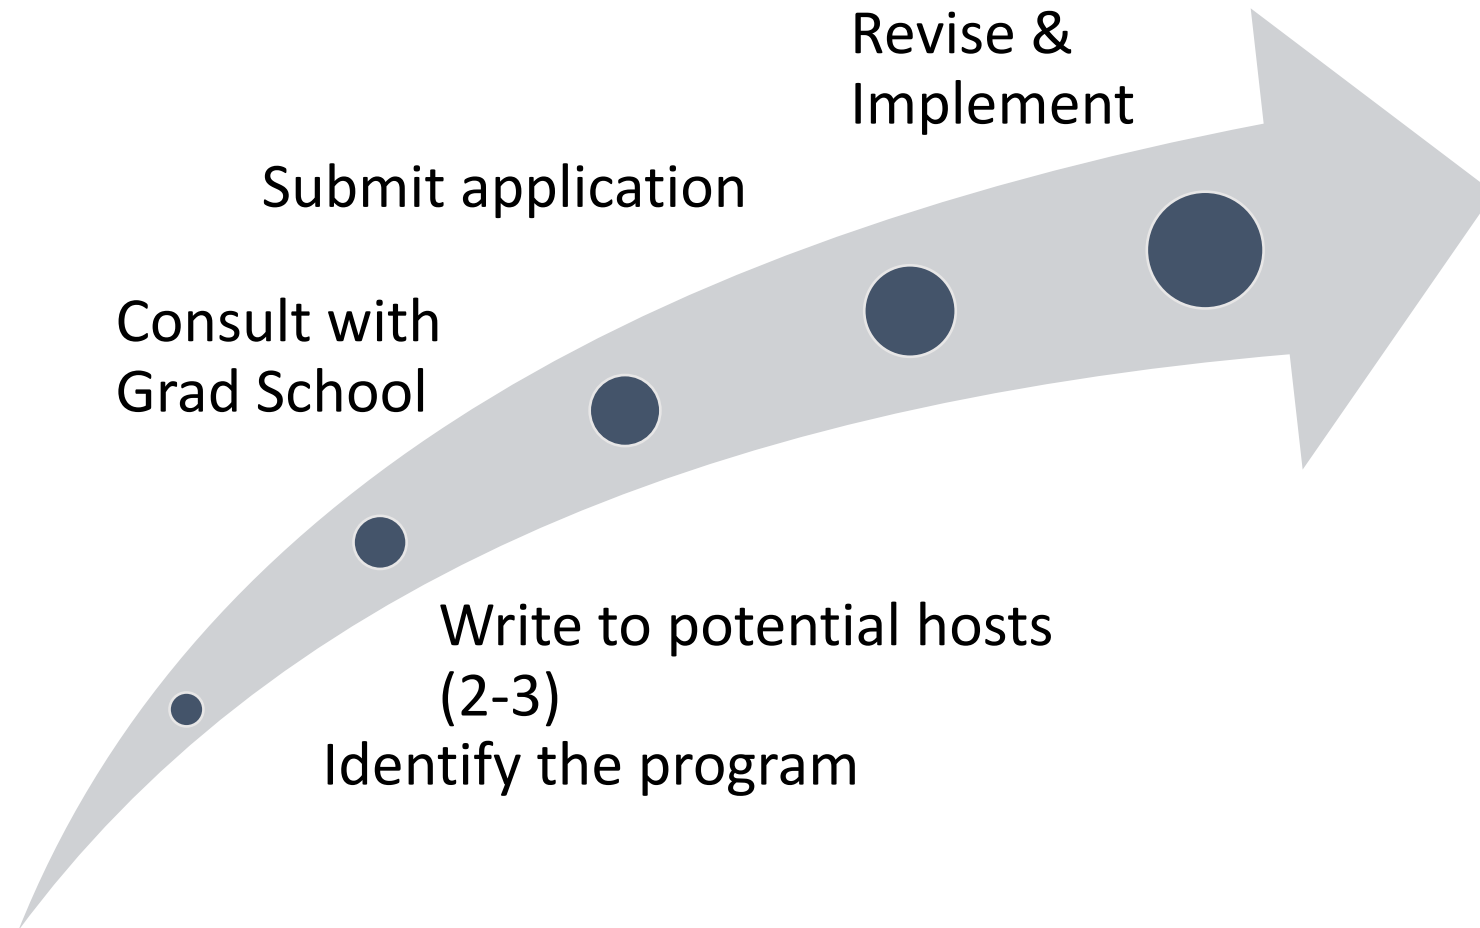 Revise &
Implement
Submit application
Consult with
Grad School
Write to potential hosts
(2-3)
Identify the program